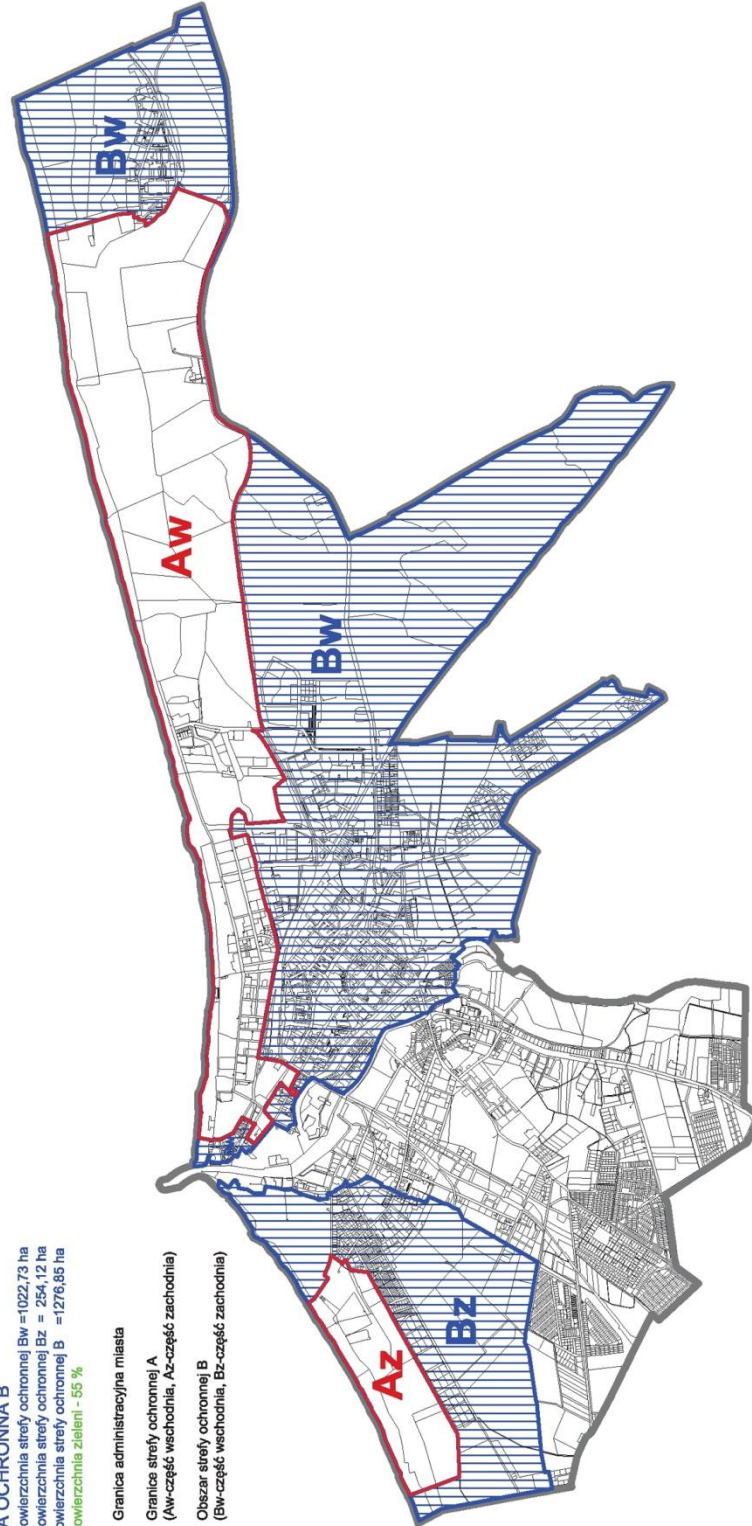 A OCHRONNA B
owierzchnia strefy ochronnej Bw =1022,73 ha
owierzchnia strefy ochronnej Bz = 254,12 ha
owierzchnia strefy ochronnej B =1276,85 ha
owierzchnia zieleni - 55 %
Granica administracyjna miasta
Granice strefy ochronnej A
(Aw-część wschodnia, Az-część zachodnia)
Obszar strefy ochronnej B
(Bw-część wschodnia, Bz-część zachodnia)
Az
Bz
Aw
Bw
Bw